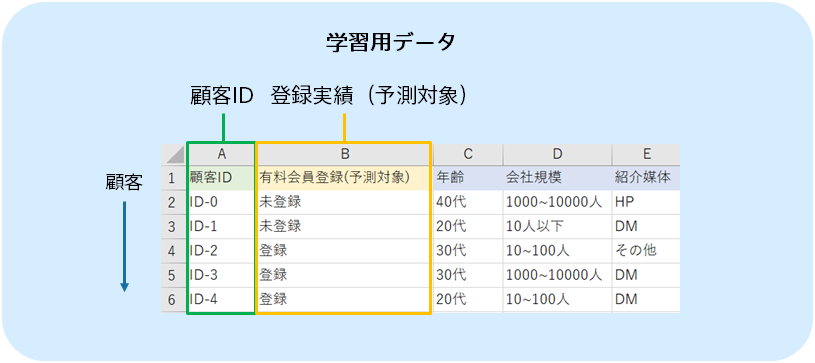 学習用データ
顧客ID 登録実績（予測対象）
顧客
A B C D E
1 顧客ID 有料会員登録(予測対象) 年齢 会社規模 紹介媒体
2 ID-0 未登録 40代 1000~10000人 HP
3 ID-1 未登録 20代 10人以下 DM
4 ID-2 登録 30代 10~100人 その他
5 ID-3 登録 30代 1000~10000人 DM
6 ID-4 登録 20代 10~100人 DM